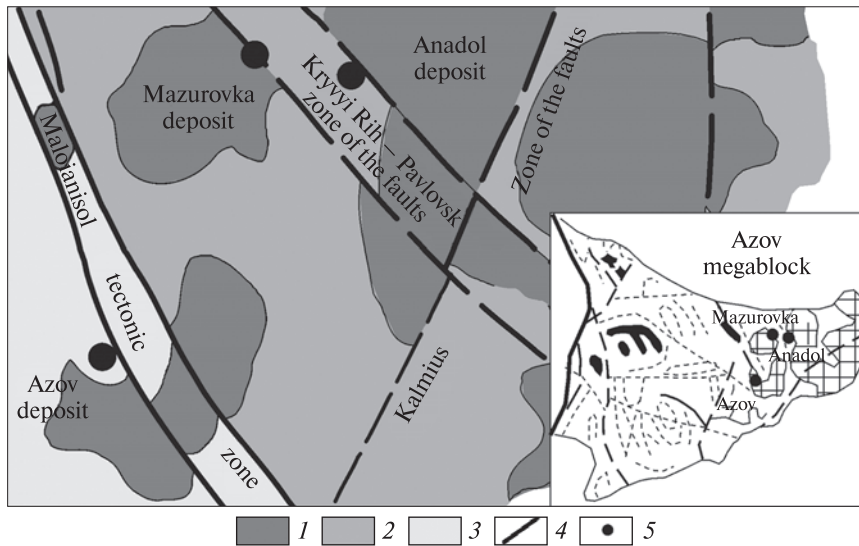 Anadol
deposit
Mazurovka
deposit
Kryvyi Rih – Pavlovsk
zone of the faults
Zone of the faults
Kalmius
Maloianisol
tectonic
zone
Azov
deposit
Azov
megablock
Mazurovka
Anadol
Azov
1 2 3 4 5